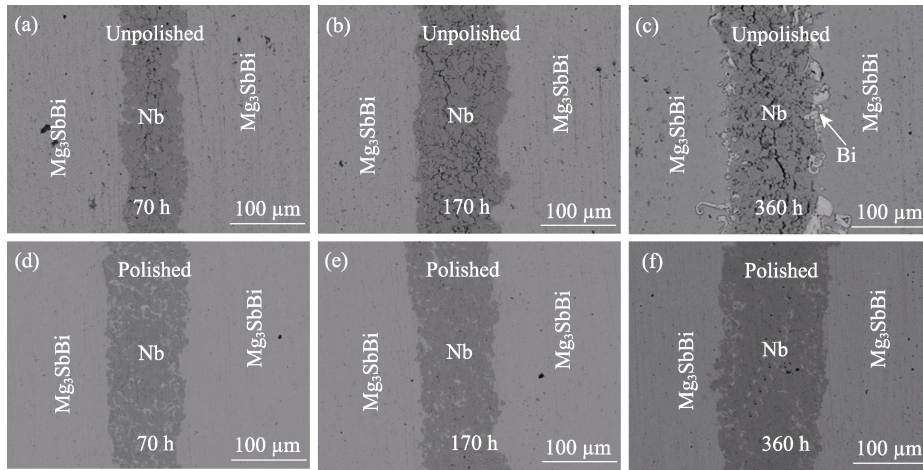 (a)
Unpolished
Mg₃SbBi
Nb
Mg₃SbBi
70 h
100 µm
(b)
Unpolished
Mg₃SbBi
Nb
Mg₃SbBi
170 h
100 µm
(c)
Unpolished
Mg₃SbBi
Nb
Mg₃SbBi
Bi
360 h
100 µm
(d)
Polished
Mg₃SbBi
Nb
Mg₃SbBi
70 h
100 µm
(e)
Polished
Mg₃SbBi
Nb
Mg₃SbBi
170 h
100 µm
(f)
Polished
Mg₃SbBi
Nb
Mg₃SbBi
360 h
100 µm